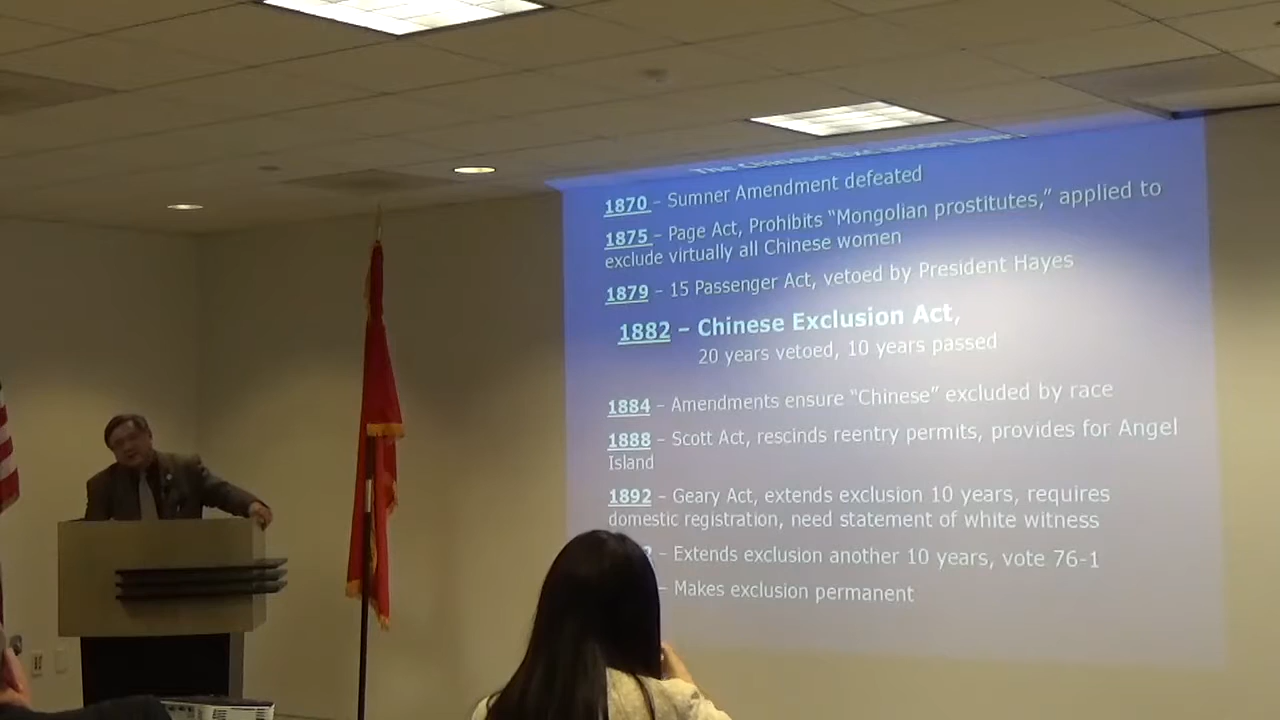 The Chinese Exclusion Laws
1870 – Sumner Amendment defeated
1875 – Page Act, Prohibits “Mongolian prostitutes,” applied to
exclude virtually all Chinese women
1879 – 15 Passenger Act, vetoed by President Hayes
1882 – Chinese Exclusion Act,
20 years vetoed, 10 years passed
1884 – Amendments ensure “Chinese” excluded by race
1888 – Scott Act, rescinds reentry permits, provides for Angel
Island
1892 – Geary Act, extends exclusion 10 years, requires
domestic registration, need statement of white witness
– Extends exclusion another 10 years, vote 76-1
– Makes exclusion permanent